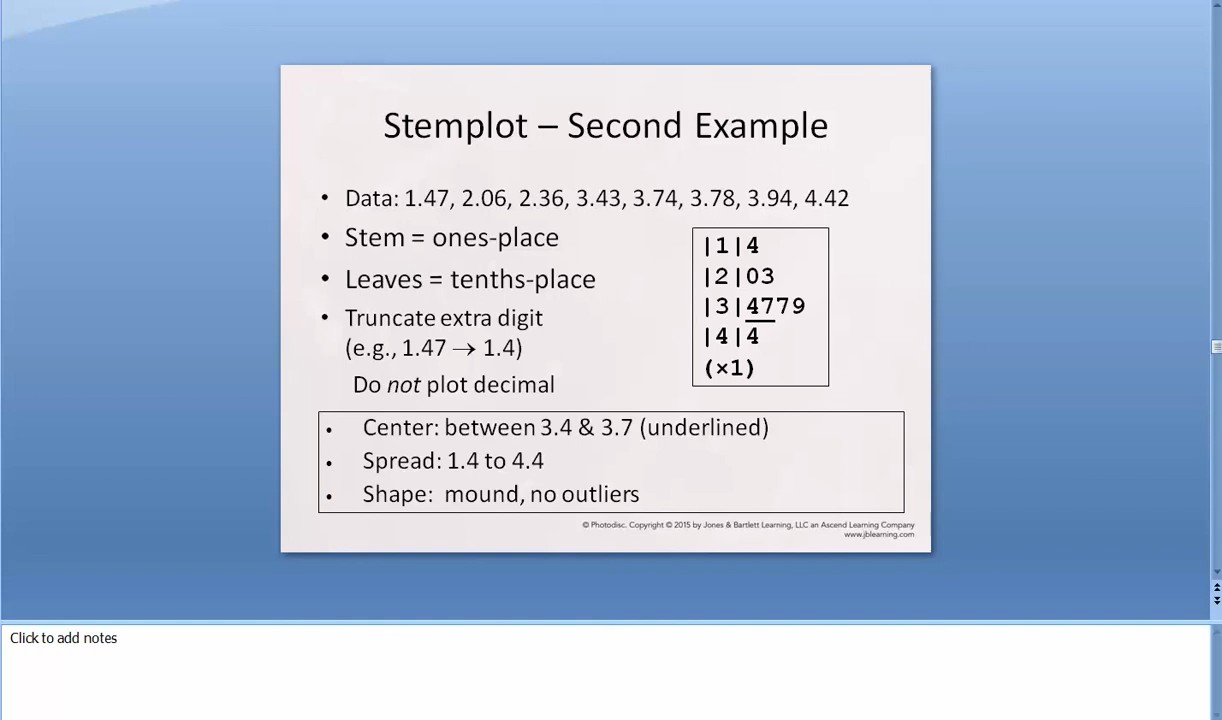 Stemplot – Second Example
• Data: 1.47, 2.06, 2.36, 3.43, 3.74, 3.78, 3.94, 4.42
• Stem = ones-place
• Leaves = tenths-place
• Truncate extra digit
(e.g., 1.47 → 1.4)
Do not plot decimal
|1|4
|2|03
|3|4779
|4|4
(×1)
• Center: between 3.4 & 3.7 (underlined)
• Spread: 1.4 to 4.4
• Shape: mound, no outliers
© Photodisc. Copyright © 2015 by Jones & Bartlett Learning, LLC an Ascend Learning Company
www.jblearning.com
Click to add notes